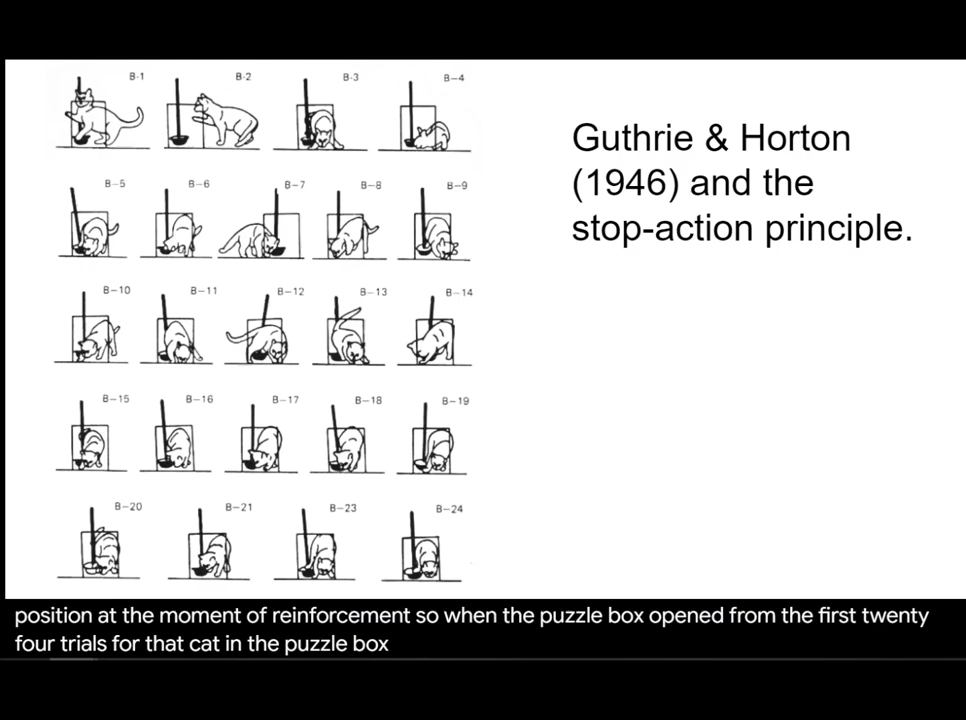 B-1 B-2 B-3 B-4
B-5 B-6 B-7 B-8 B-9
B-10 B-11 B-12 B-13 B-14
B-15 B-16 B-17 B-18 B-19
B-20 B-21 B-23 B-24
Guthrie & Horton
(1946) and the
stop-action principle.
position at the moment of reinforcement so when the puzzle box opened from the first twenty
four trials for that cat in the puzzle box